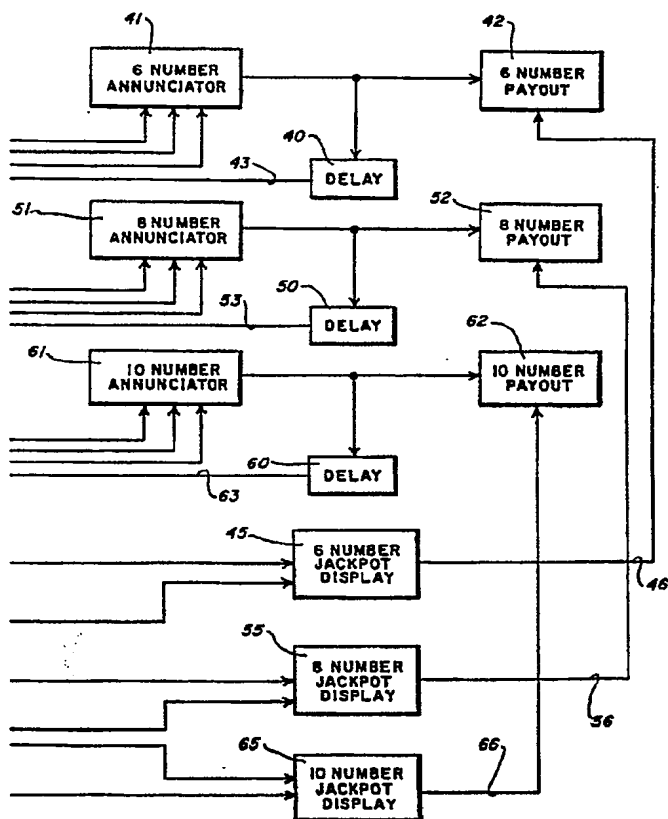 41
6 NUMBER
ANNUNCIATOR
42
6 NUMBER
PAYOUT
40
43
DELAY
51
8 NUMBER
ANNUNCIATOR
52
8 NUMBER
PAYOUT
50
53
DELAY
61
10 NUMBER
ANNUNCIATOR
62
10 NUMBER
PAYOUT
60
DELAY
63
45
6 NUMBER
JACKPOT
DISPLAY
46
55
8 NUMBER
JACKPOT
DISPLAY
56
65
10 NUMBER
JACKPOT
DISPLAY
66